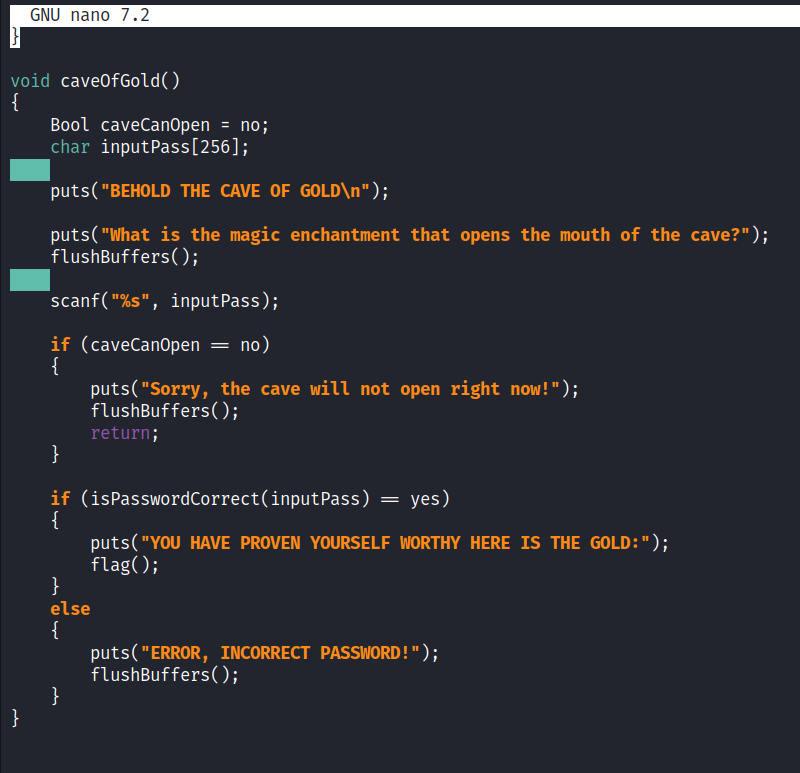 GNU nano 7.2
}
void caveOfGold()
{
    Bool caveCanOpen = no;
    char inputPass[256];
    puts("BEHOLD THE CAVE OF GOLD\n");
    puts("What is the magic enchantment that opens the mouth of the cave?");
    flushBuffers();
    scanf("%s", inputPass);
    if (caveCanOpen == no)
    {
        puts("Sorry, the cave will not open right now!");
        flushBuffers();
        return;
    }
    if (isPasswordCorrect(inputPass) == yes)
    {
        puts("YOU HAVE PROVEN YOURSELF WORTHY HERE IS THE GOLD:");
        flag();
    }
    else
    {
        puts("ERROR, INCORRECT PASSWORD!");
        flushBuffers();
    }
}